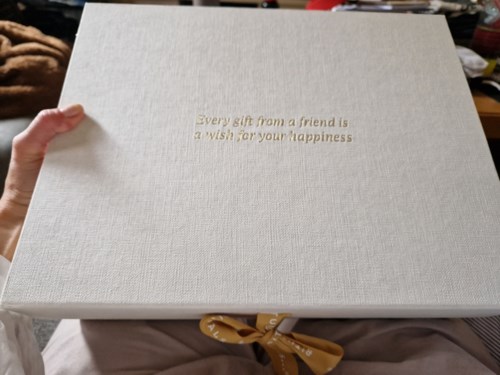 Every gift from a friend is
a wish for your happiness